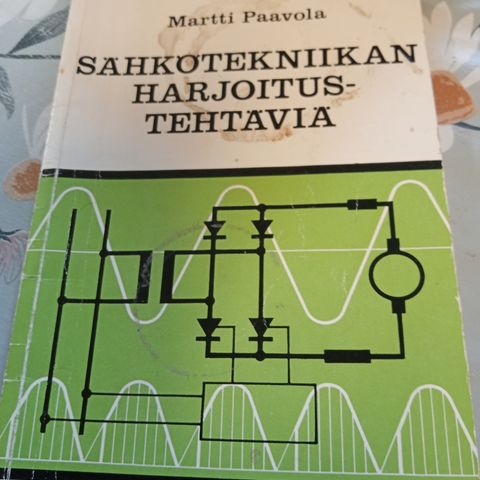 Martti Paavola
SÄHKÖTEKNIIKAN
HARJOITUS-
TEHTÄVIÄ